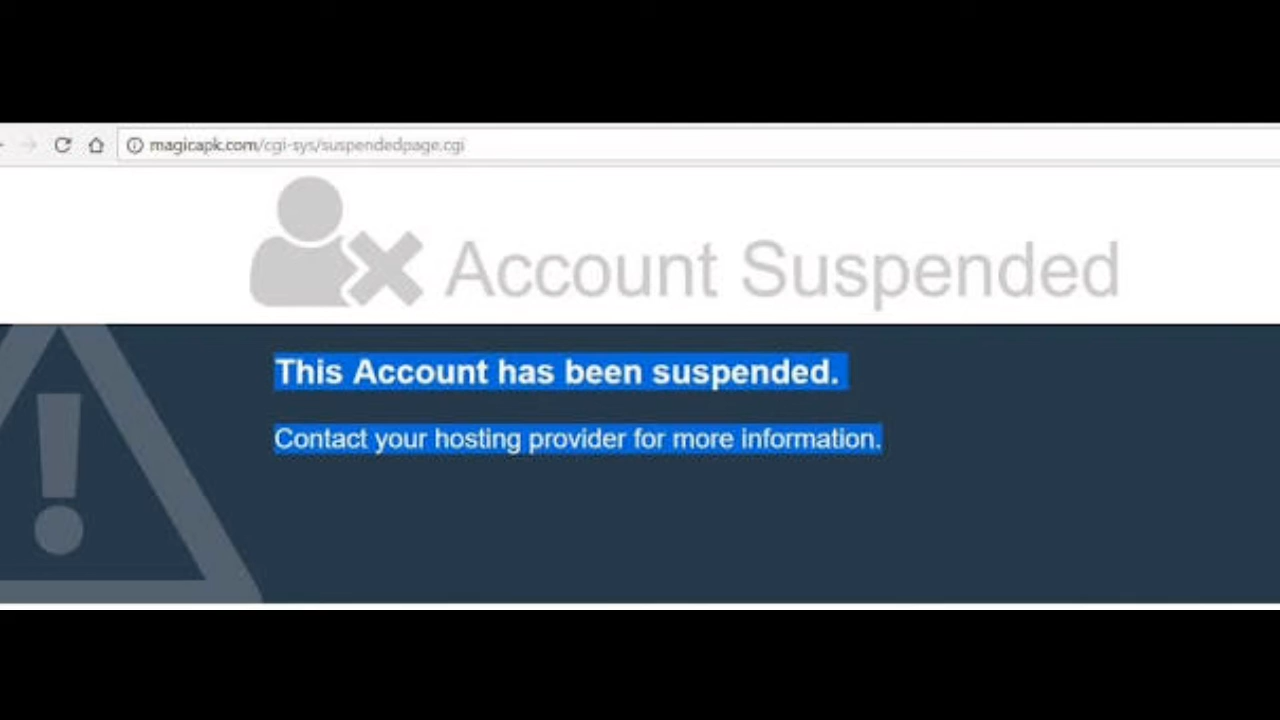 magicapk.com/cgi-sys/suspendedpage.cgi
Account Suspended
This Account has been suspended.
Contact your hosting provider for more information.